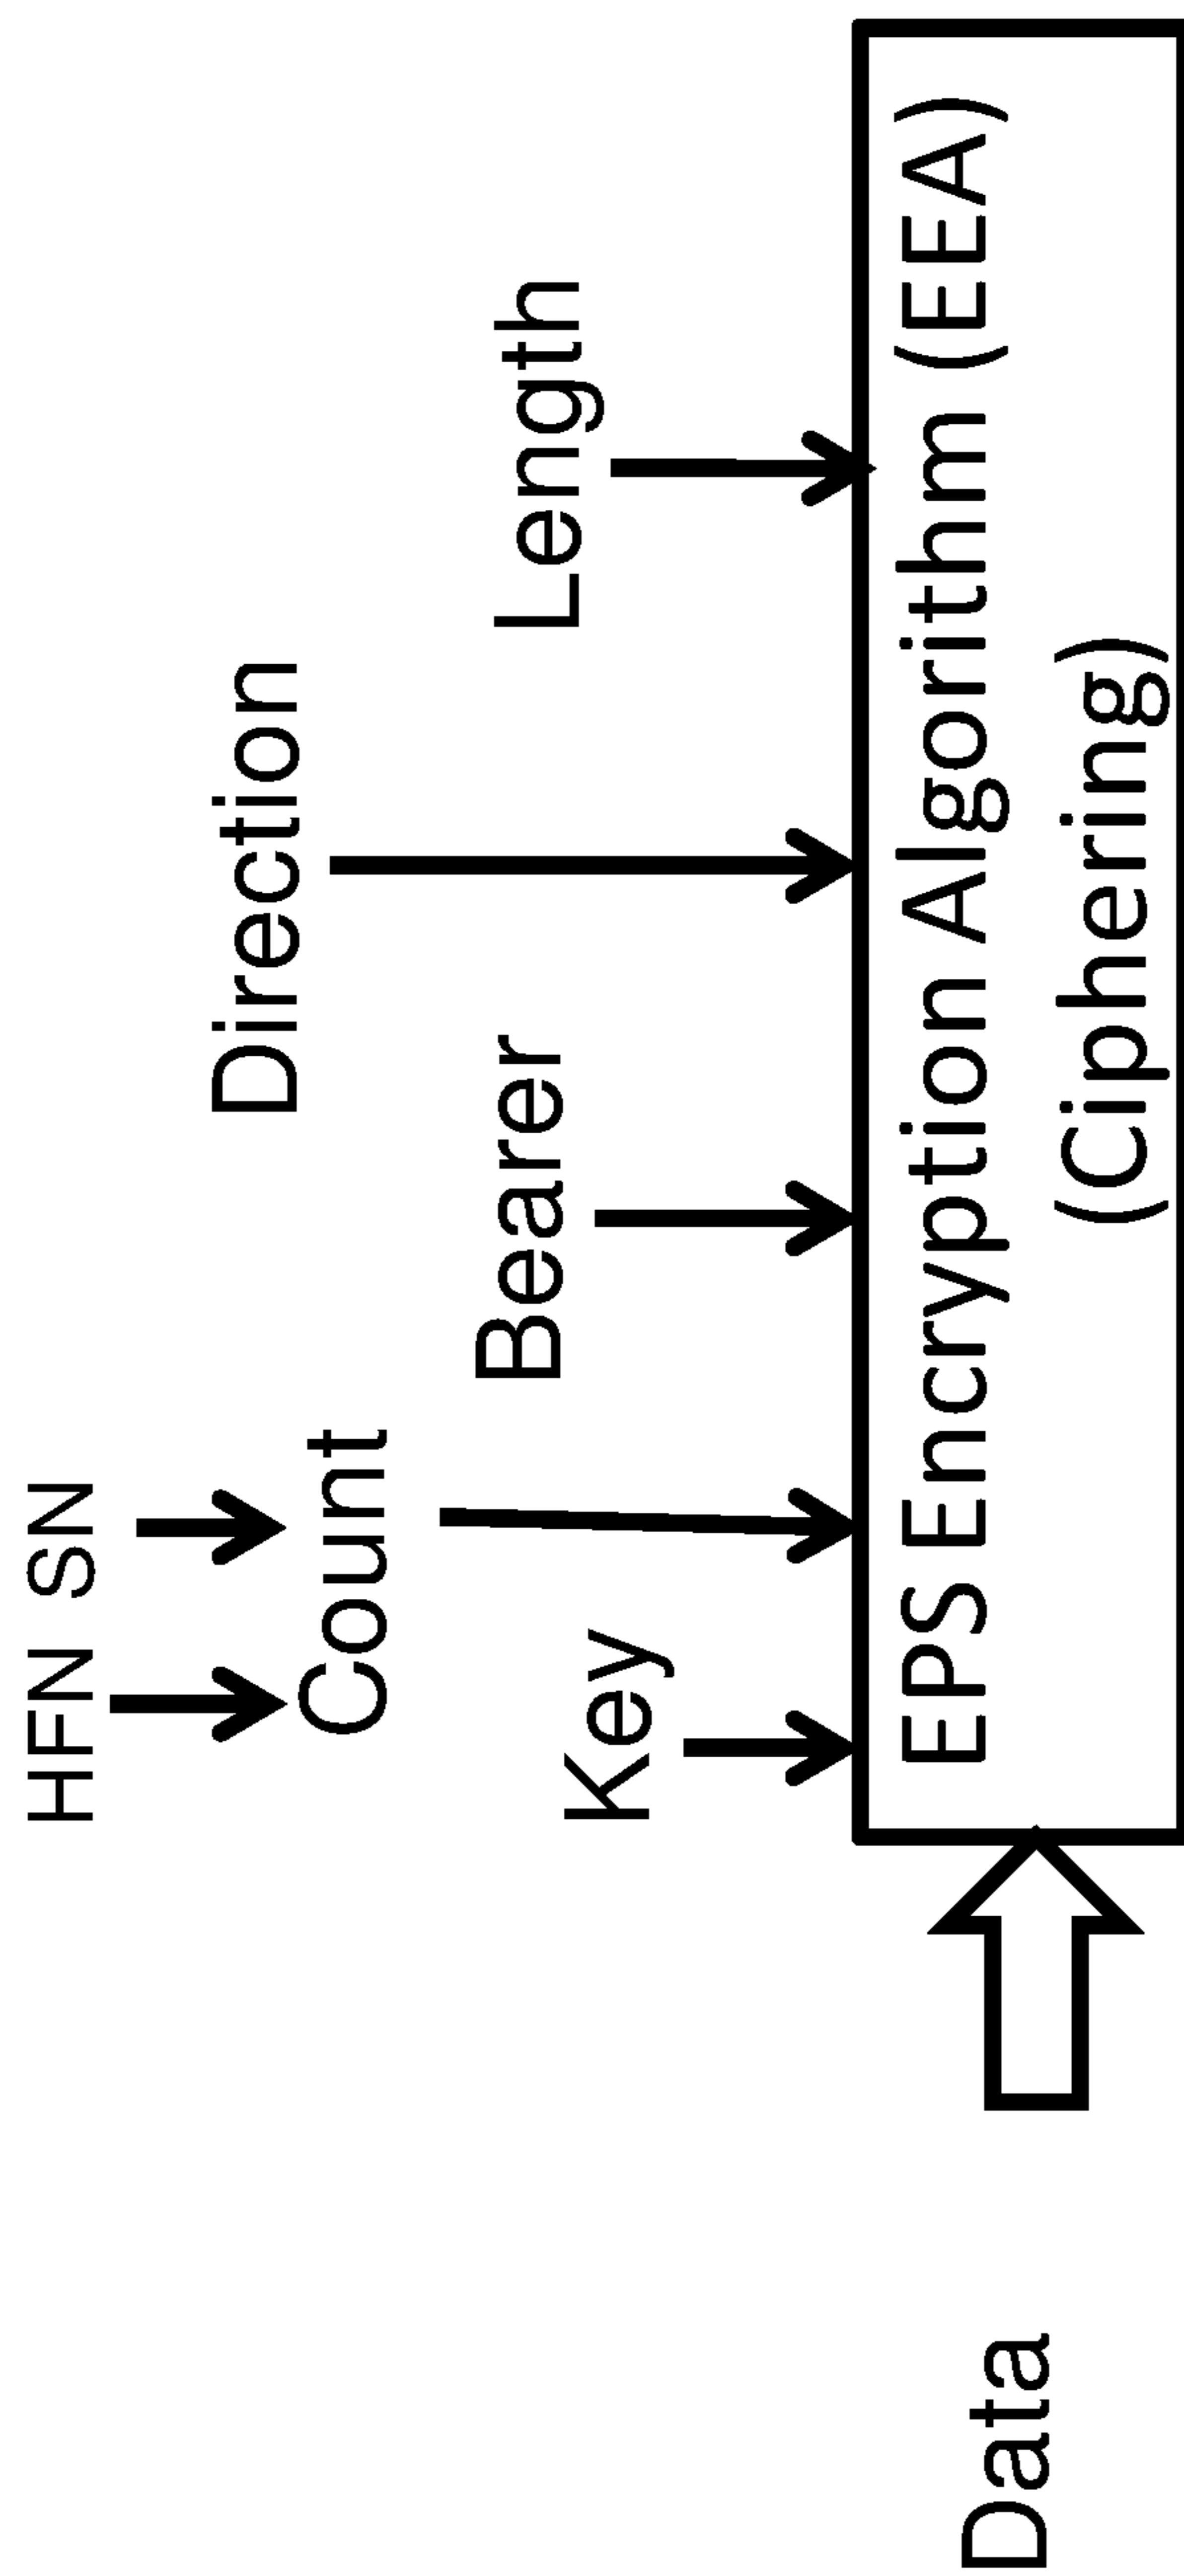 HFN SN
Direction
Count
Length
Bearer
Key
EPS Encryption Algorithm (EEA)
(Ciphering)
Data